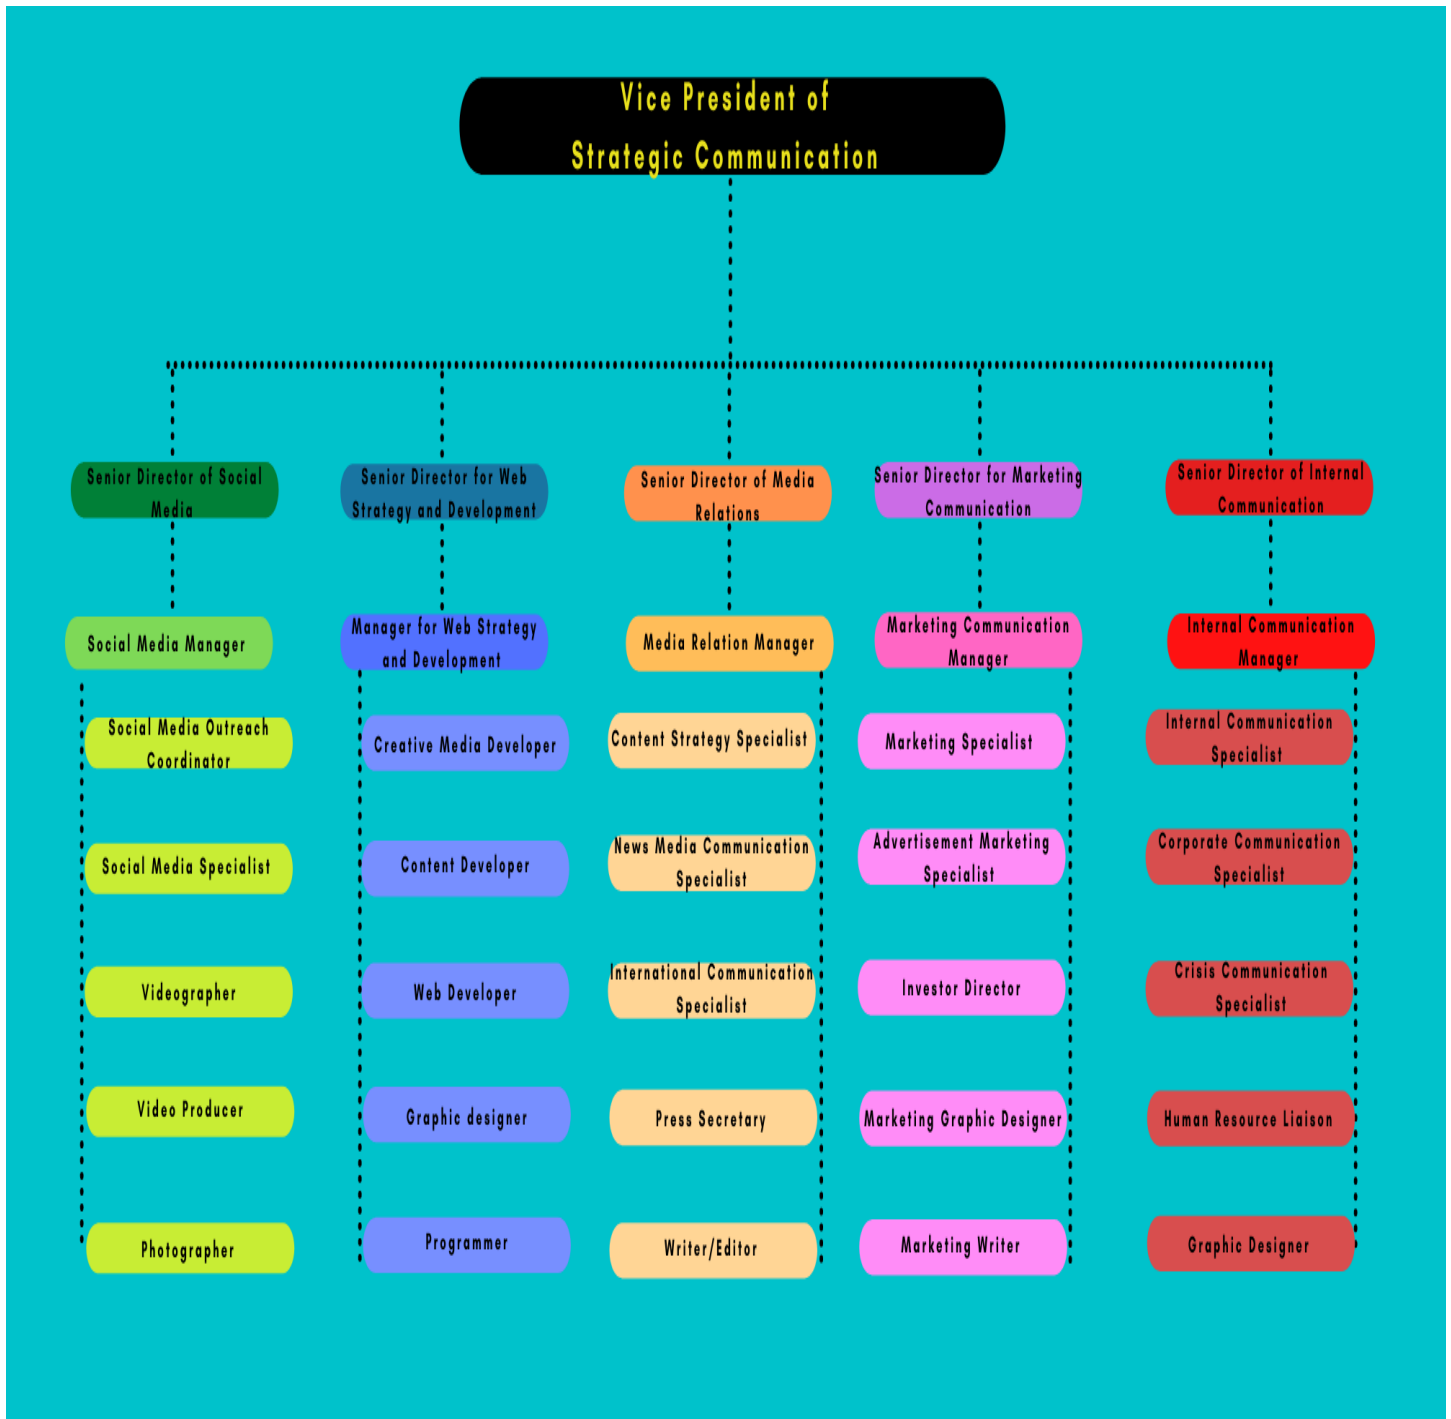 Vice President of
Strategic Communication
Senior Director of Social
Media
Senior Director for Web
Strategy and Development
Senior Director of Media
Relations
Senior Director for Marketing
Communication
Senior Director of Internal
Communication
Social Media Manager
Manager for Web Strategy
and Development
Media Relation Manager
Marketing Communication
Manager
Internal Communication
Manager
Social Media Outreach
Coordinator
Creative Media Developer
Content Strategy Specialist
Marketing Specialist
Internal Communication
Specialist
Social Media Specialist
Content Developer
News Media Communication
Specialist
Advertisement Marketing
Specialist
Corporate Communication
Specialist
Videographer
Web Developer
International Communication
Specialist
Investor Director
Crisis Communication
Specialist
Video Producer
Graphic designer
Press Secretary
Marketing Graphic Designer
Human Resource Liaison
Photographer
Programmer
Writer/Editor
Marketing Writer
Graphic Designer